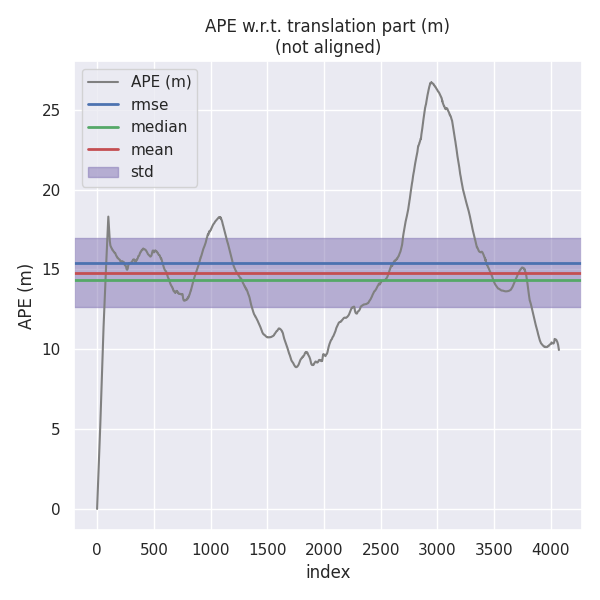 APE w.r.t. translation part (m)
(not aligned)
APE (m)
rmse
median
mean
std
APE (m)
25
20
15
10
5
0
0 500 1000 1500 2000 2500 3000 3500 4000
index